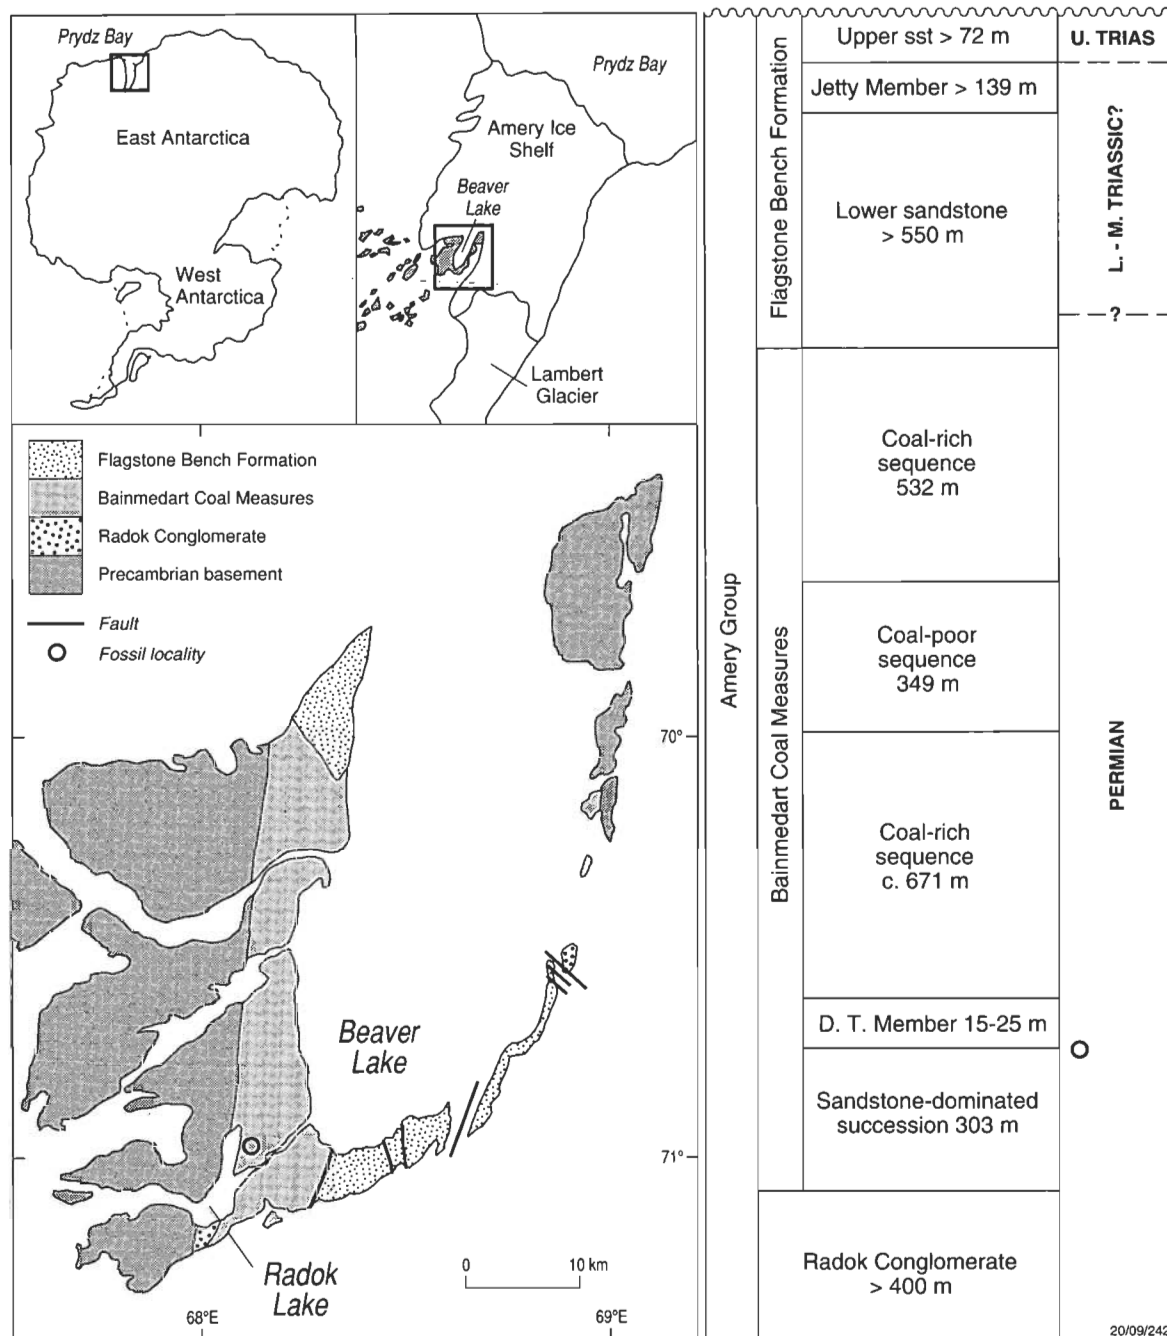 Prydz Bay
East Antarctica
West
Antarctica
Prydz Bay
Amery Ice
Shelf
Beaver
Lake
Lambert
Glacier
Flagstone Bench Formation
Bainmedart Coal Measures
Radok Conglomerate
Precambrian basement
Fault
Fossil locality
70°
Beaver
Lake
71°
Radok
Lake
0 10 km
68°E
69°E
Amery Group
Flagstone Bench Formation
Bainmedart Coal Measures
Upper sst > 72 m
Jetty Member > 139 m
Lower sandstone
> 550 m
Coal-rich
sequence
532 m
Coal-poor
sequence
349 m
Coal-rich
sequence
c. 671 m
D. T. Member 15-25 m
Sandstone-dominated
succession 303 m
Radok Conglomerate
> 400 m
U. TRIAS
L. - M. TRIASSIC?
?
PERMIAN
20/09/242